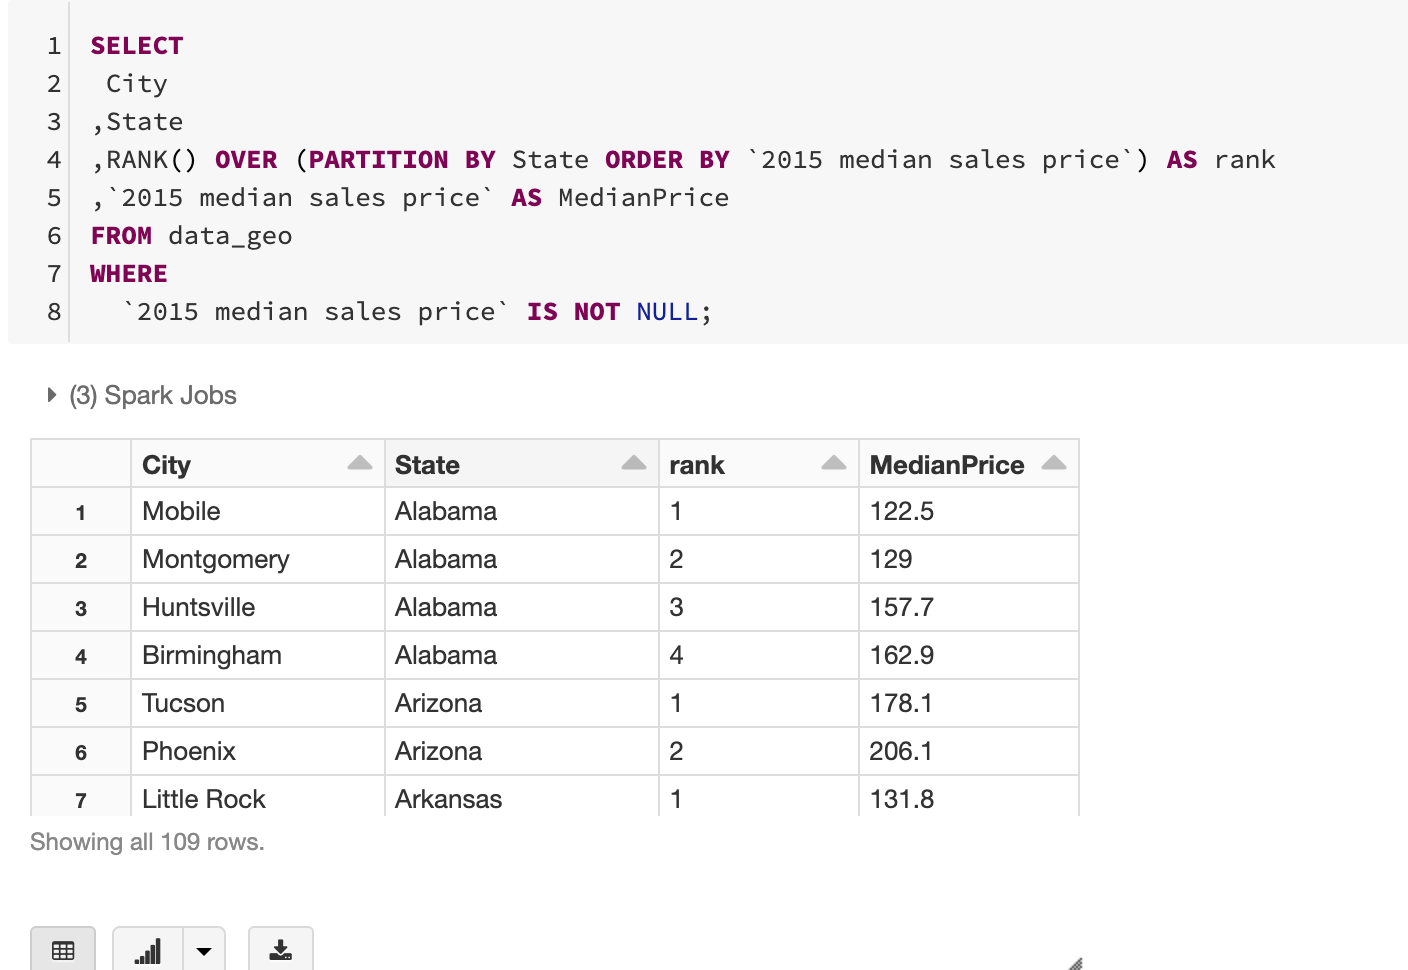 1 SELECT
2  City
3 ,State
4 ,RANK() OVER (PARTITION BY State ORDER BY `2015 median sales price`) AS rank
5 ,`2015 median sales price` AS MedianPrice
6 FROM data_geo
7 WHERE
8   `2015 median sales price` IS NOT NULL;
(3) Spark Jobs
City State rank MedianPrice
1 Mobile Alabama 1 122.5
2 Montgomery Alabama 2 129
3 Huntsville Alabama 3 157.7
4 Birmingham Alabama 4 162.9
5 Tucson Arizona 1 178.1
6 Phoenix Arizona 2 206.1
7 Little Rock Arkansas 1 131.8
Showing all 109 rows.